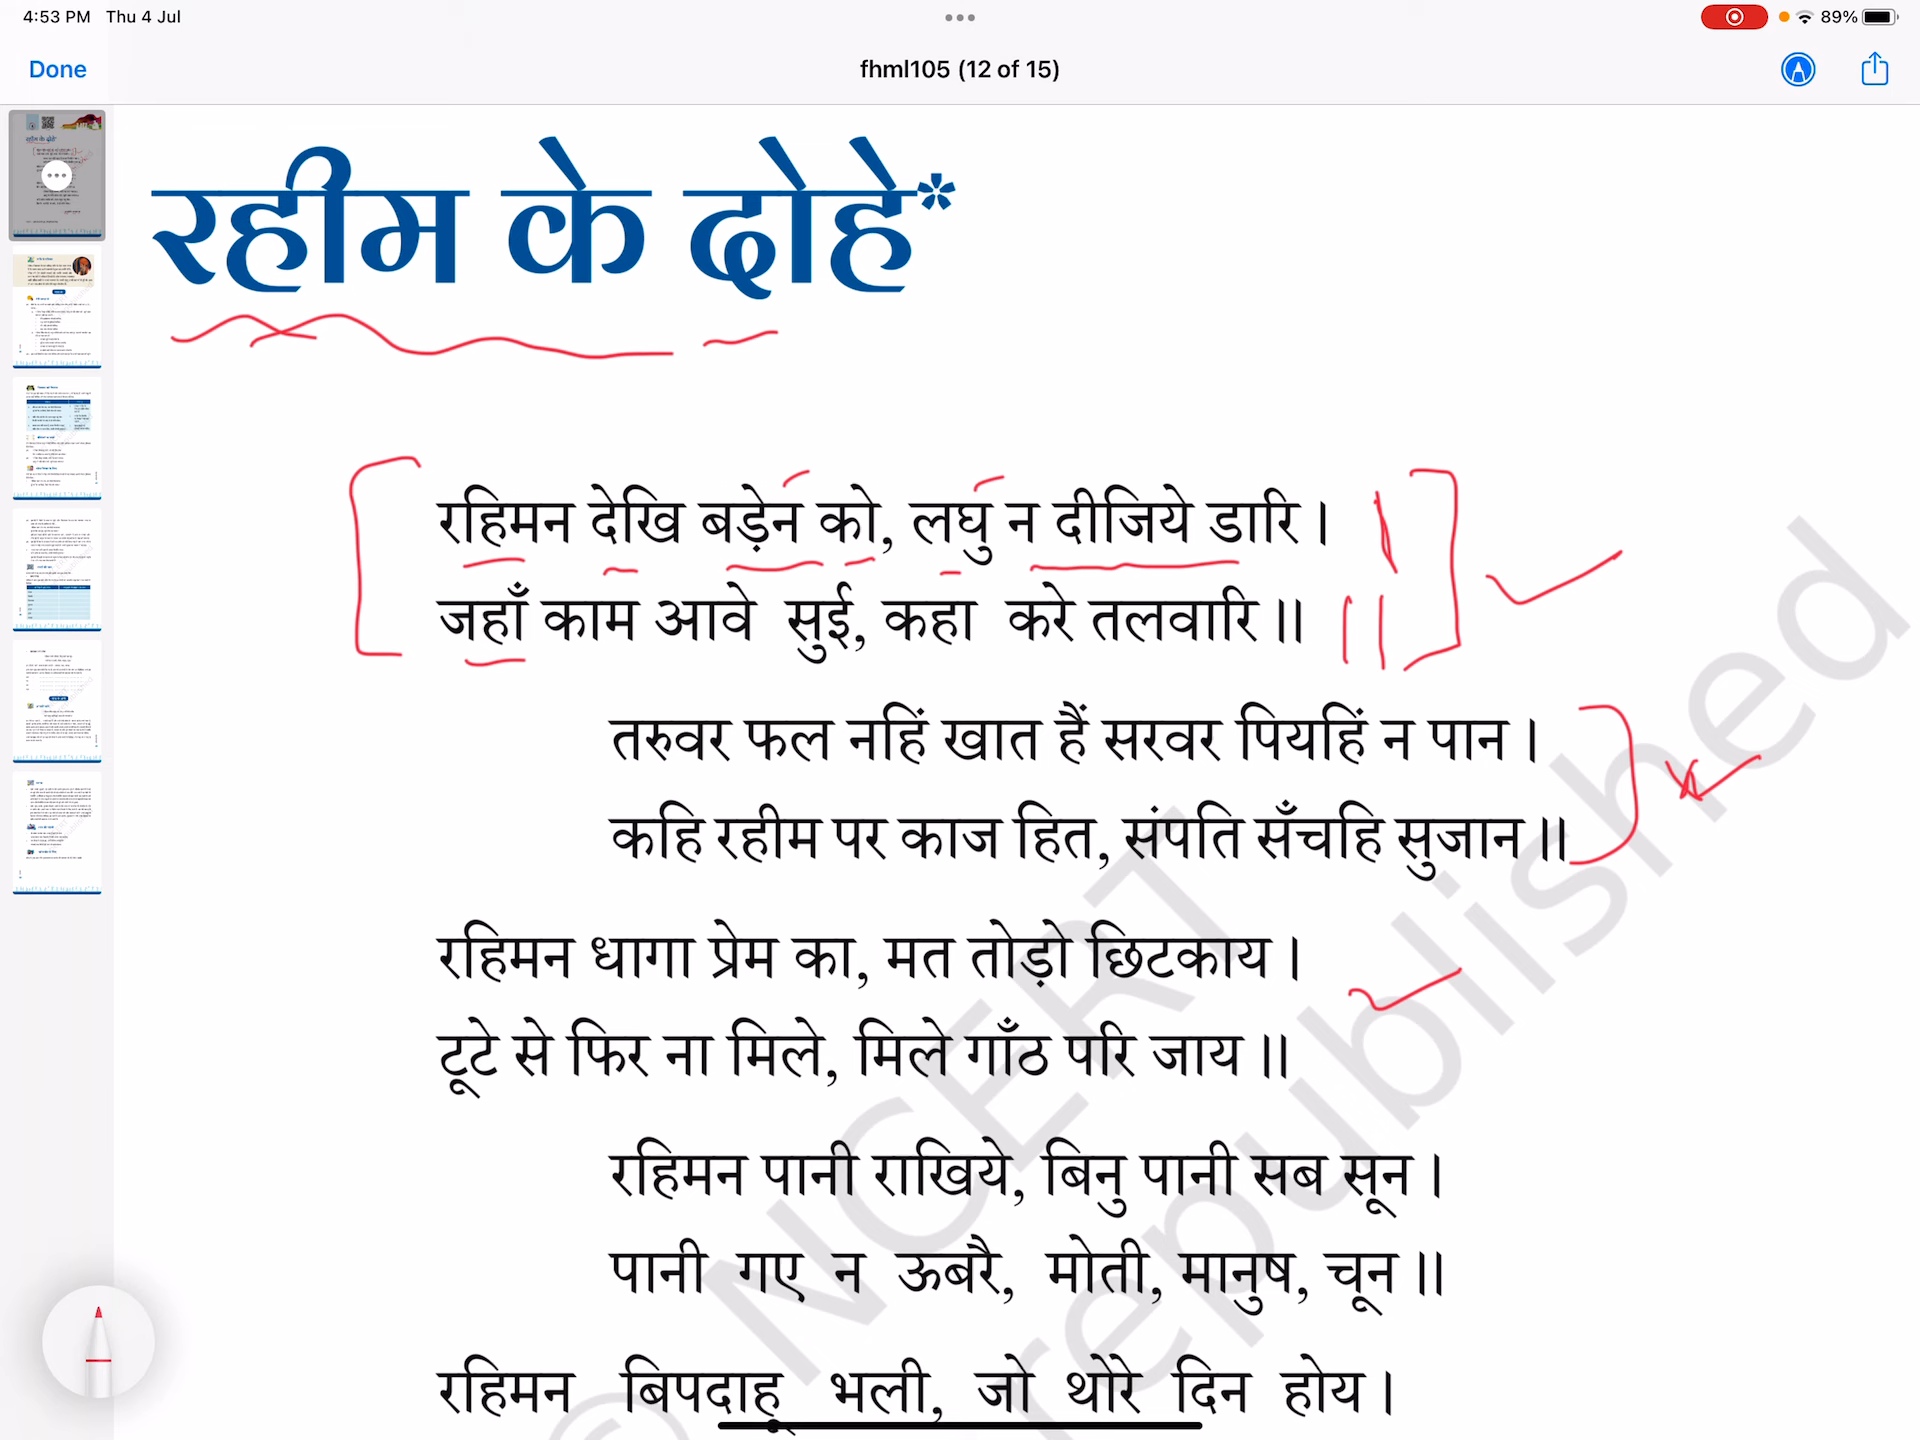 4:53 PM Thu 4 Jul
89%
Done
fhml105 (12 of 15)
रहीम के दोहे*
रहिमन देखि बड़ेन को, लघु न दीजिये डारि।
जहाँ काम आवे सुई, कहा करे तलवारि॥
तरुवर फल नहिं खात हैं सरवर पियहिं न पान।
कहि रहीम पर काज हित, संपति सँचहि सुजान॥
रहिमन धागा प्रेम का, मत तोड़ो छिटकाय।
टूटे से फिर ना मिले, मिले गाँठ परि जाय॥
रहिमन पानी राखिये, बिनु पानी सब सून।
पानी गए न ऊबरै, मोती, मानुष, चून॥
रहिमन बिपदाहू भली, जो थोरे दिन होय।
© NCERT
republished